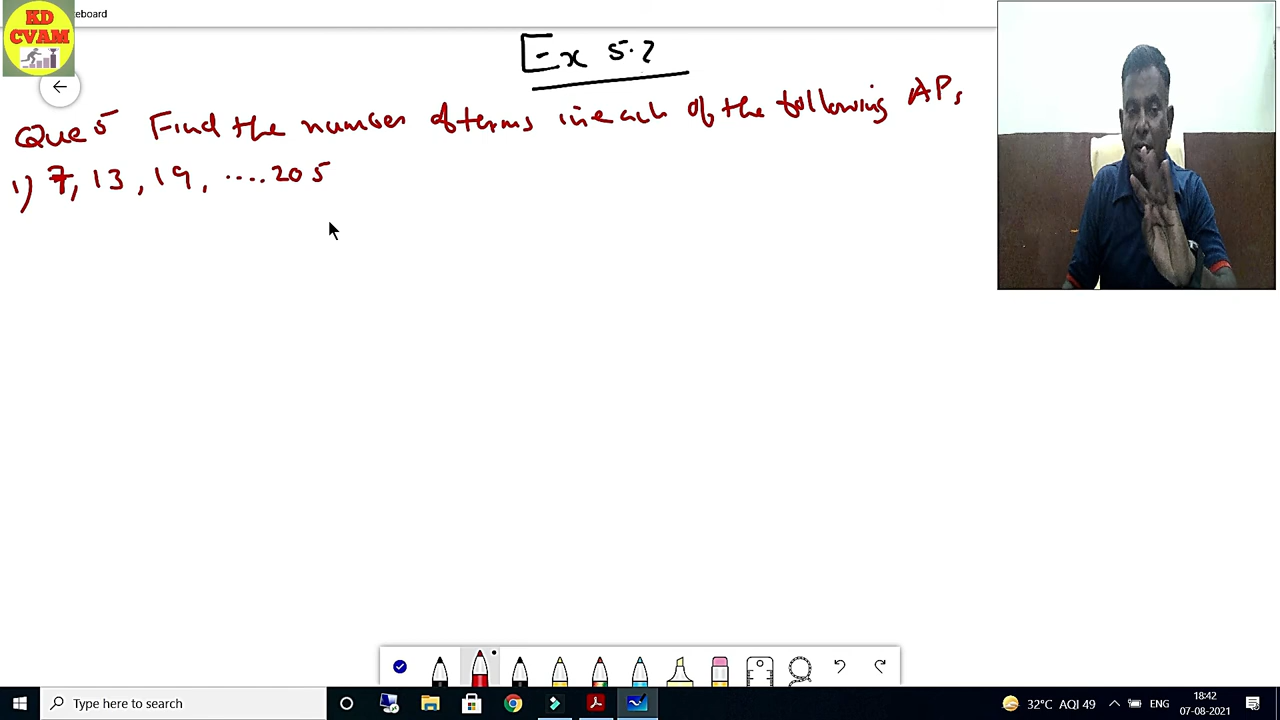 KD
CVAM
eboard
Ex 5.2
Que 5 Find the number of terms in each of the following APs
1) 7, 13, 19, ....205
Type here to search
32°C AQI 49
ENG
18:42
07-08-2021